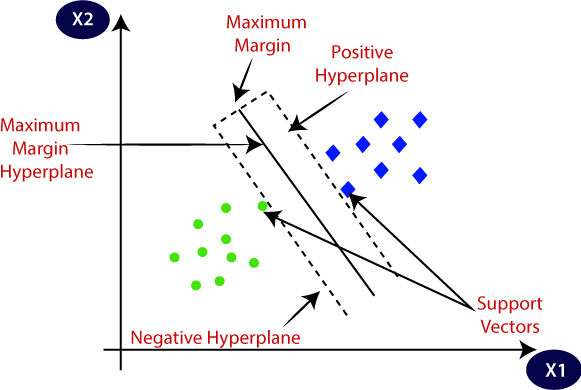 X2
Maximum
Margin
Positive
Hyperplane
Maximum
Margin
Hyperplane
Support
Vectors
Negative Hyperplane
X1